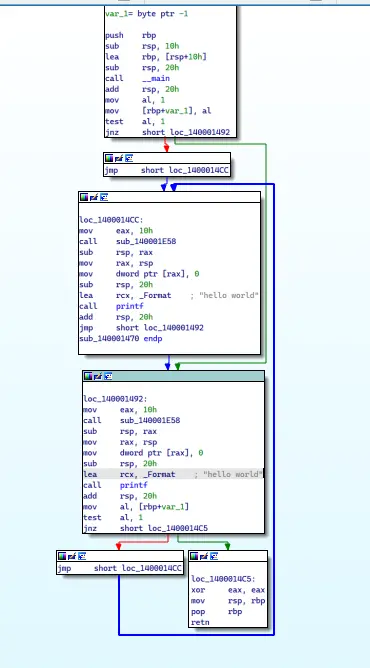 var_1= byte ptr -1
push rbp
sub rsp, 10h
lea rbp, [rsp+10h]
sub rsp, 20h
call __main
add rsp, 20h
mov al, 1
mov [rbp+var_1], al
test al, 1
jnz short loc_140001492
jmp short loc_1400014CC
loc_1400014CC:
mov eax, 10h
call sub_140001E58
sub rsp, rax
mov rax, rsp
mov dword ptr [rax], 0
sub rsp, 20h
lea rcx, _Format ; "hello world"
call printf
add rsp, 20h
jmp short loc_140001492
sub_140001470 endp
loc_140001492:
mov eax, 10h
call sub_140001E58
sub rsp, rax
mov rax, rsp
mov dword ptr [rax], 0
sub rsp, 20h
lea rcx, _Format ; "hello world"
call printf
add rsp, 20h
mov al, [rbp+var_1]
test al, 1
jnz short loc_1400014C5
jmp short loc_1400014CC
loc_1400014C5:
xor eax, eax
mov rsp, rbp
pop rbp
retn